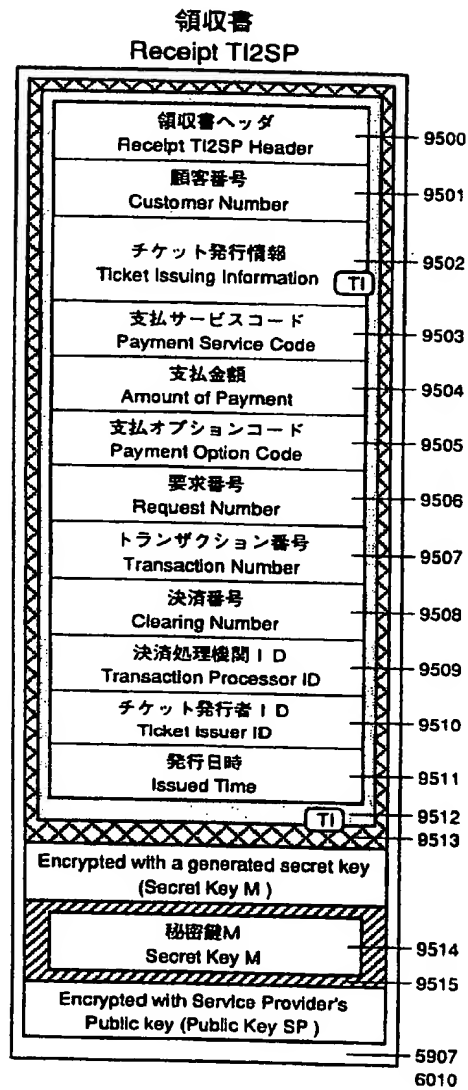 領収書
Receipt TI2SP
領収書ヘッダ
Receipt TI2SP Header
9500
顧客番号
Customer Number
9501
チケット発行情報
Ticket Issuing Information
TI
9502
支払サービスコード
Payment Service Code
9503
支払金額
Amount of Payment
9504
支払オプションコード
Payment Option Code
9505
要求番号
Request Number
9506
トランザクション番号
Transaction Number
9507
決済番号
Clearing Number
9508
決済処理機関ID
Transaction Processor ID
9509
チケット発行者ID
Ticket Issuer ID
9510
発行日時
Issued Time
9511
TI
9512
9513
Encrypted with a generated secret key
(Secret Key M )
秘密鍵M
Secret Key M
9514
9515
Encrypted with Service Provider's
Public key (Public Key SP )
5907
6010